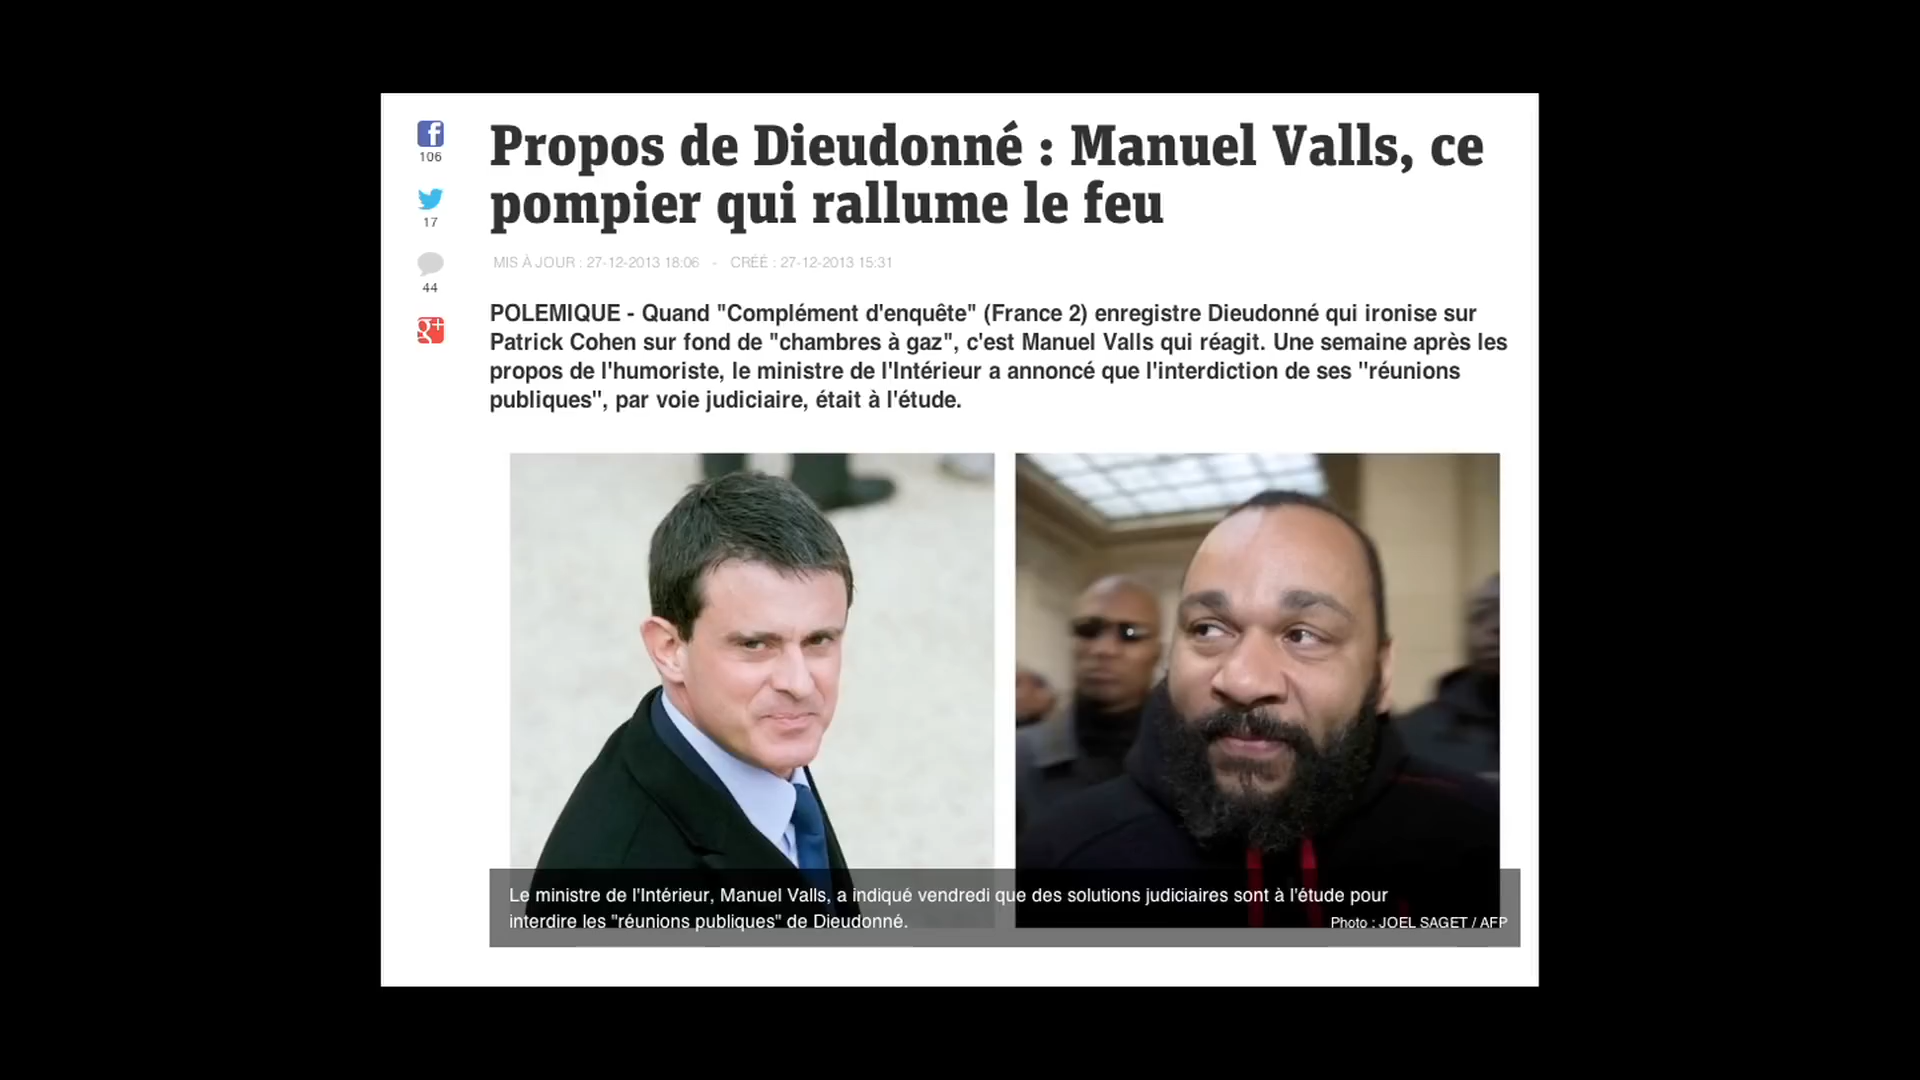 106
17
44
Propos de Dieudonné : Manuel Valls, ce
pompier qui rallume le feu
MIS À JOUR : 27-12-2013 18:06 - CRÉÉ : 27-12-2013 15:31
POLEMIQUE - Quand "Complément d'enquête" (France 2) enregistre Dieudonné qui ironise sur
Patrick Cohen sur fond de "chambres à gaz", c'est Manuel Valls qui réagit. Une semaine après les
propos de l'humoriste, le ministre de l'Intérieur a annoncé que l'interdiction de ses "réunions
publiques", par voie judiciaire, était à l'étude.
Le ministre de l'Intérieur, Manuel Valls, a indiqué vendredi que des solutions judiciaires sont à l'étude pour
interdire les "réunions publiques" de Dieudonné.
Photo : JOEL SAGET / AFP